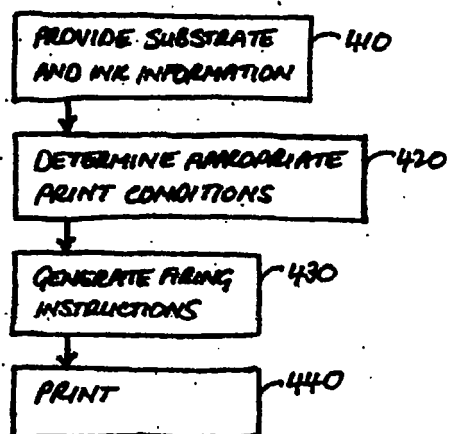 PROVIDE SUBSTRATE
AND INK INFORMATION
410
DETERMINE APPROPRIATE
PRINT CONDITIONS
420
GENERATE FIRING
INSTRUCTIONS
430
PRINT
440